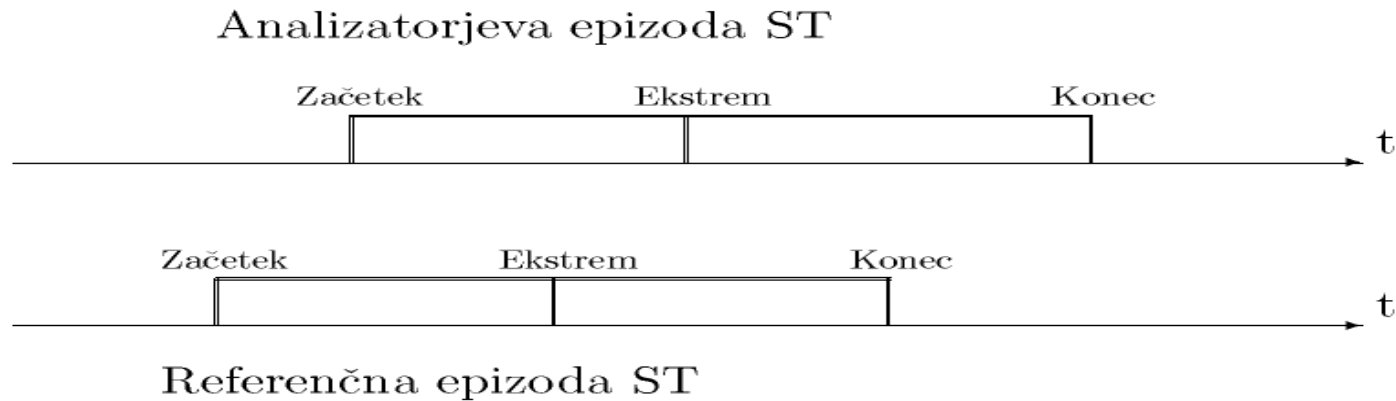 Analizatorjeva epizoda ST
Začetek Ekstrem Konec
t
Začetek Ekstrem Konec
t
Referenčna epizoda ST